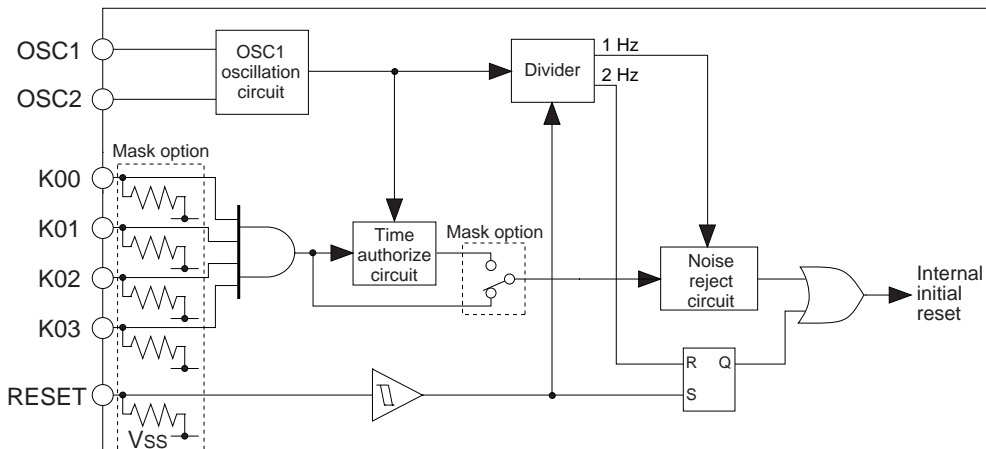 OSC1
OSC2
OSC1
oscillation
circuit
Divider
1 Hz
2 Hz
Mask option
K00
K01
K02
K03
RESET
VSS
Time
authorize
circuit
Mask option
Noise
reject
circuit
R Q
S
Internal
initial
reset